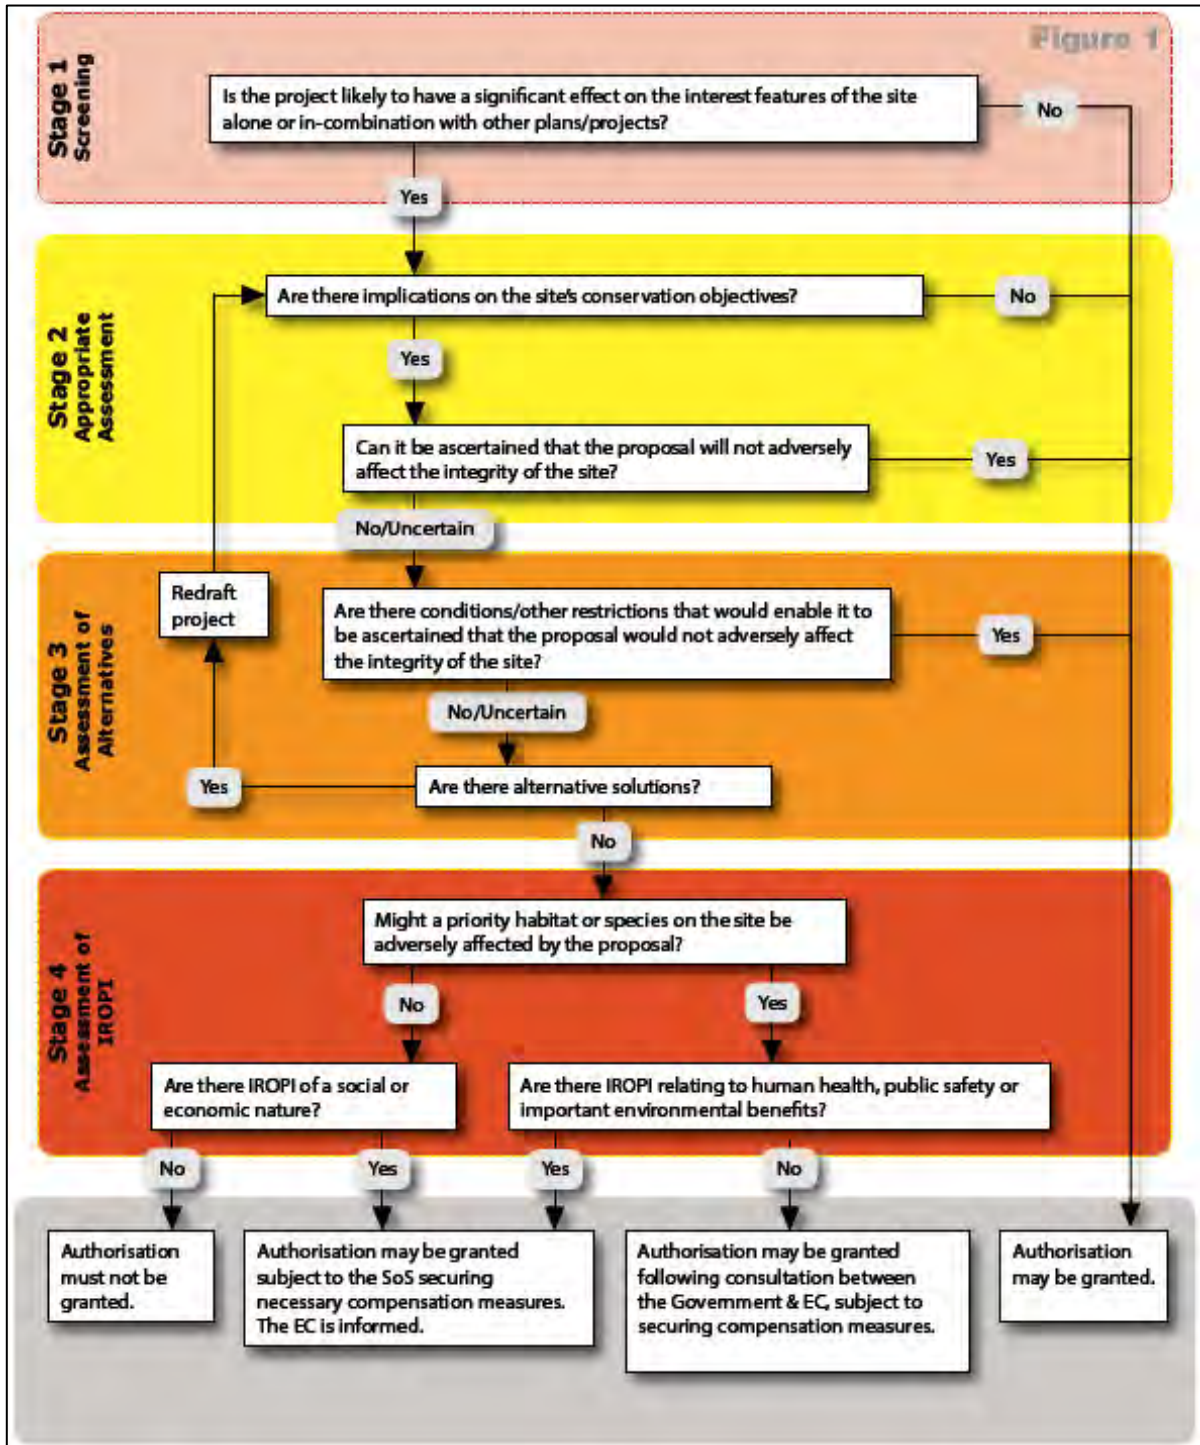 Figure 1
Stage 1
Screening
Is the project likely to have a significant effect on the interest features of the site
alone or in-combination with other plans/projects?
No
Yes
Stage 2
Appropriate
Assessment
Are there implications on the site's conservation objectives?
No
Yes
Can it be ascertained that the proposal will not adversely
affect the integrity of the site?
Yes
No/Uncertain
Stage 3
Assessment of
Alternatives
Redraft
project
Are there conditions/other restrictions that would enable it to
be ascertained that the proposal would not adversely affect
the integrity of the site?
Yes
No/Uncertain
Yes
Are there alternative solutions?
No
Stage 4
Assessment of
IROPI
Might a priority habitat or species on the site be
adversely affected by the proposal?
No
Yes
Are there IROPI of a social or
economic nature?
Are there IROPI relating to human health, public safety or
important environmental benefits?
No
Yes
Yes
No
Authorisation
must not be
granted.
Authorisation may be granted
subject to the SoS securing
necessary compensation measures.
The EC is informed.
Authorisation may be granted
following consultation between
the Government & EC, subject to
securing compensation measures.
Authorisation
may be granted.